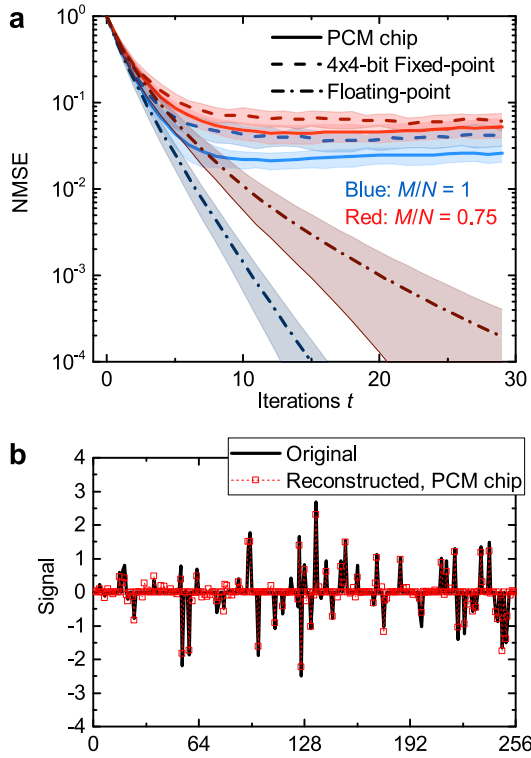 a
10^0
10^-1
10^-2
10^-3
10^-4
NMSE
PCM chip
4x4-bit Fixed-point
Floating-point
Blue: M/N = 1
Red: M/N = 0.75
0 10 20 30
Iterations t
b
4
3
2
1
0
-1
-2
-3
-4
Signal
Original
Reconstructed, PCM chip
0 64 128 192 256